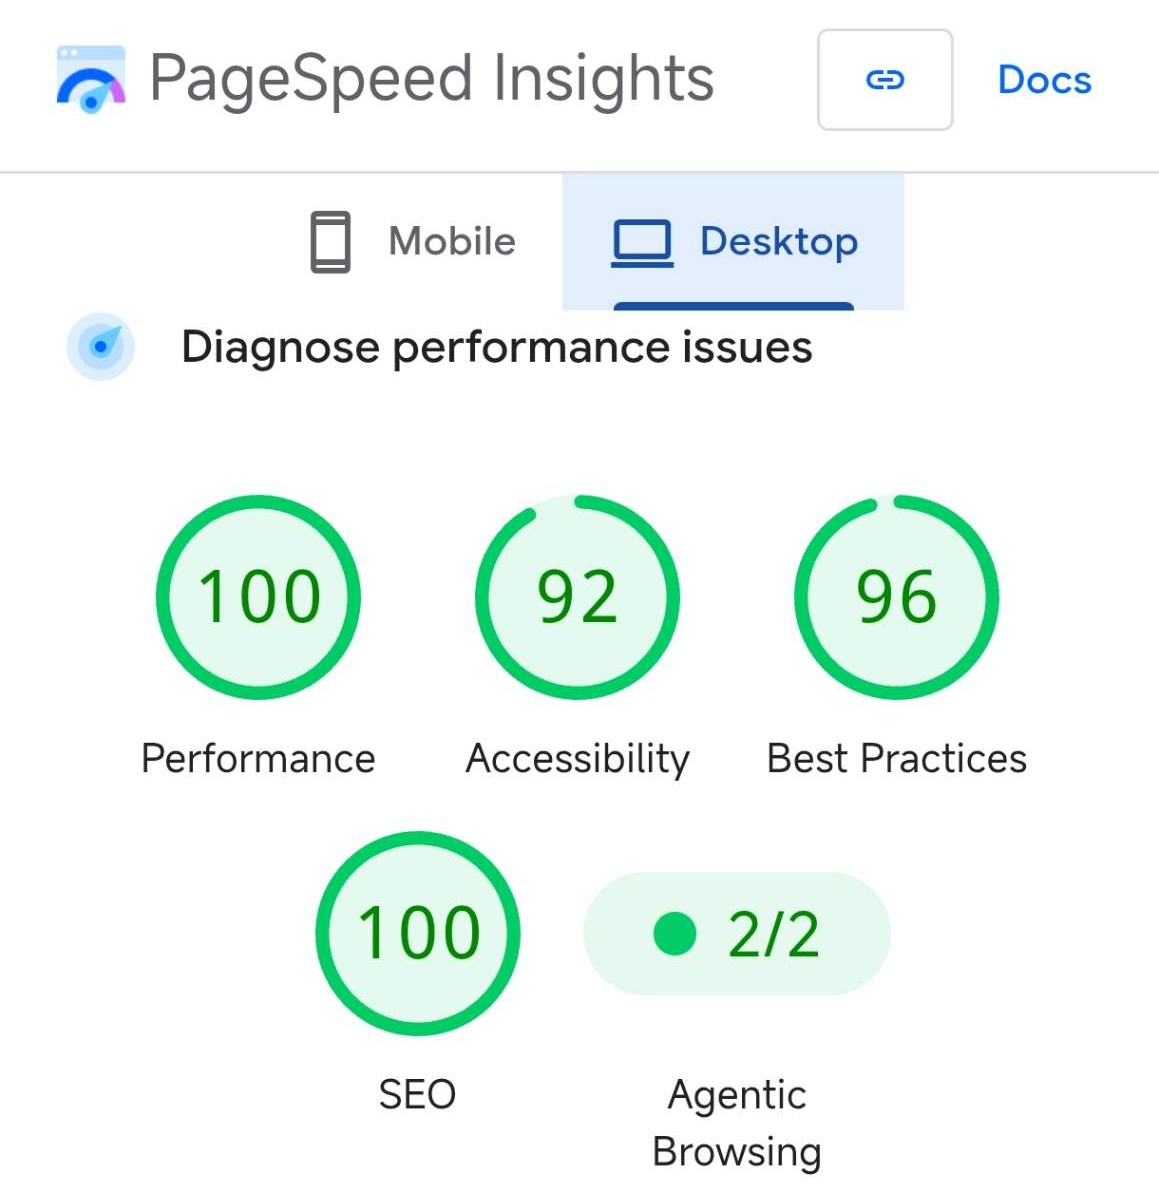 PageSpeed Insights
Docs
Mobile
Desktop
Diagnose performance issues
100
92
96
Performance
Accessibility
Best Practices
100
2/2
SEO
Agentic
Browsing